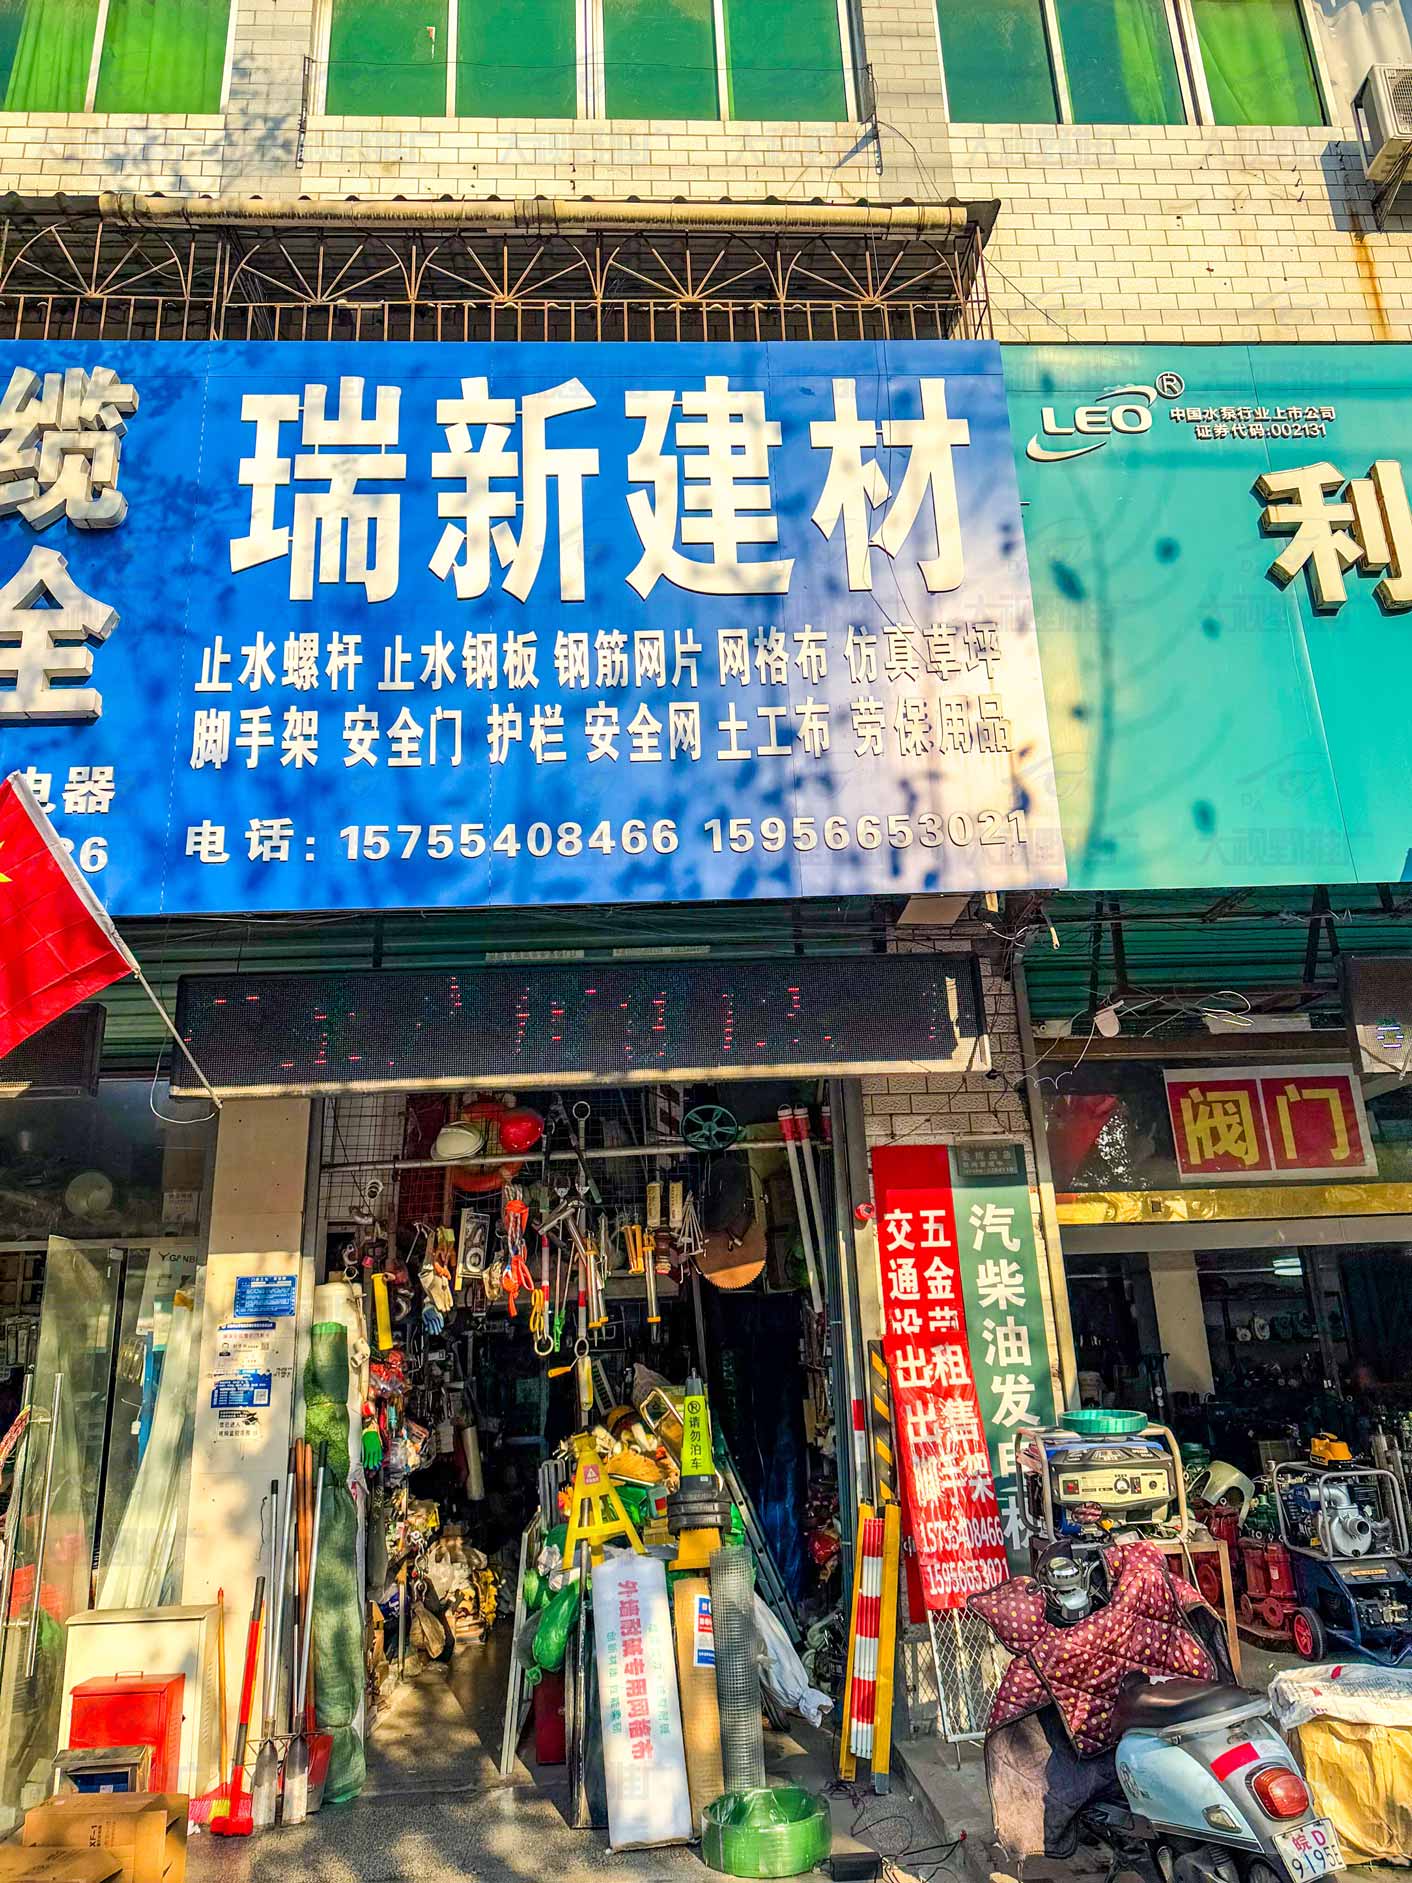 缆
全
电器
瑞新建材
止水螺杆 止水钢板 钢筋网片 网格布 仿真草坪
脚手架 安全门 护栏 安全网 土工布 劳保用品
电话: 15755408466 15956653021
LEO®
中国水泵行业上市公司
证券代码:002131
利
阀门
五金劳
交通设
出租
出售
脚手架
15755408466
15956653021
汽柴油发电机
请勿泊车
外墙耐碱专用网格布
皖D
9195E